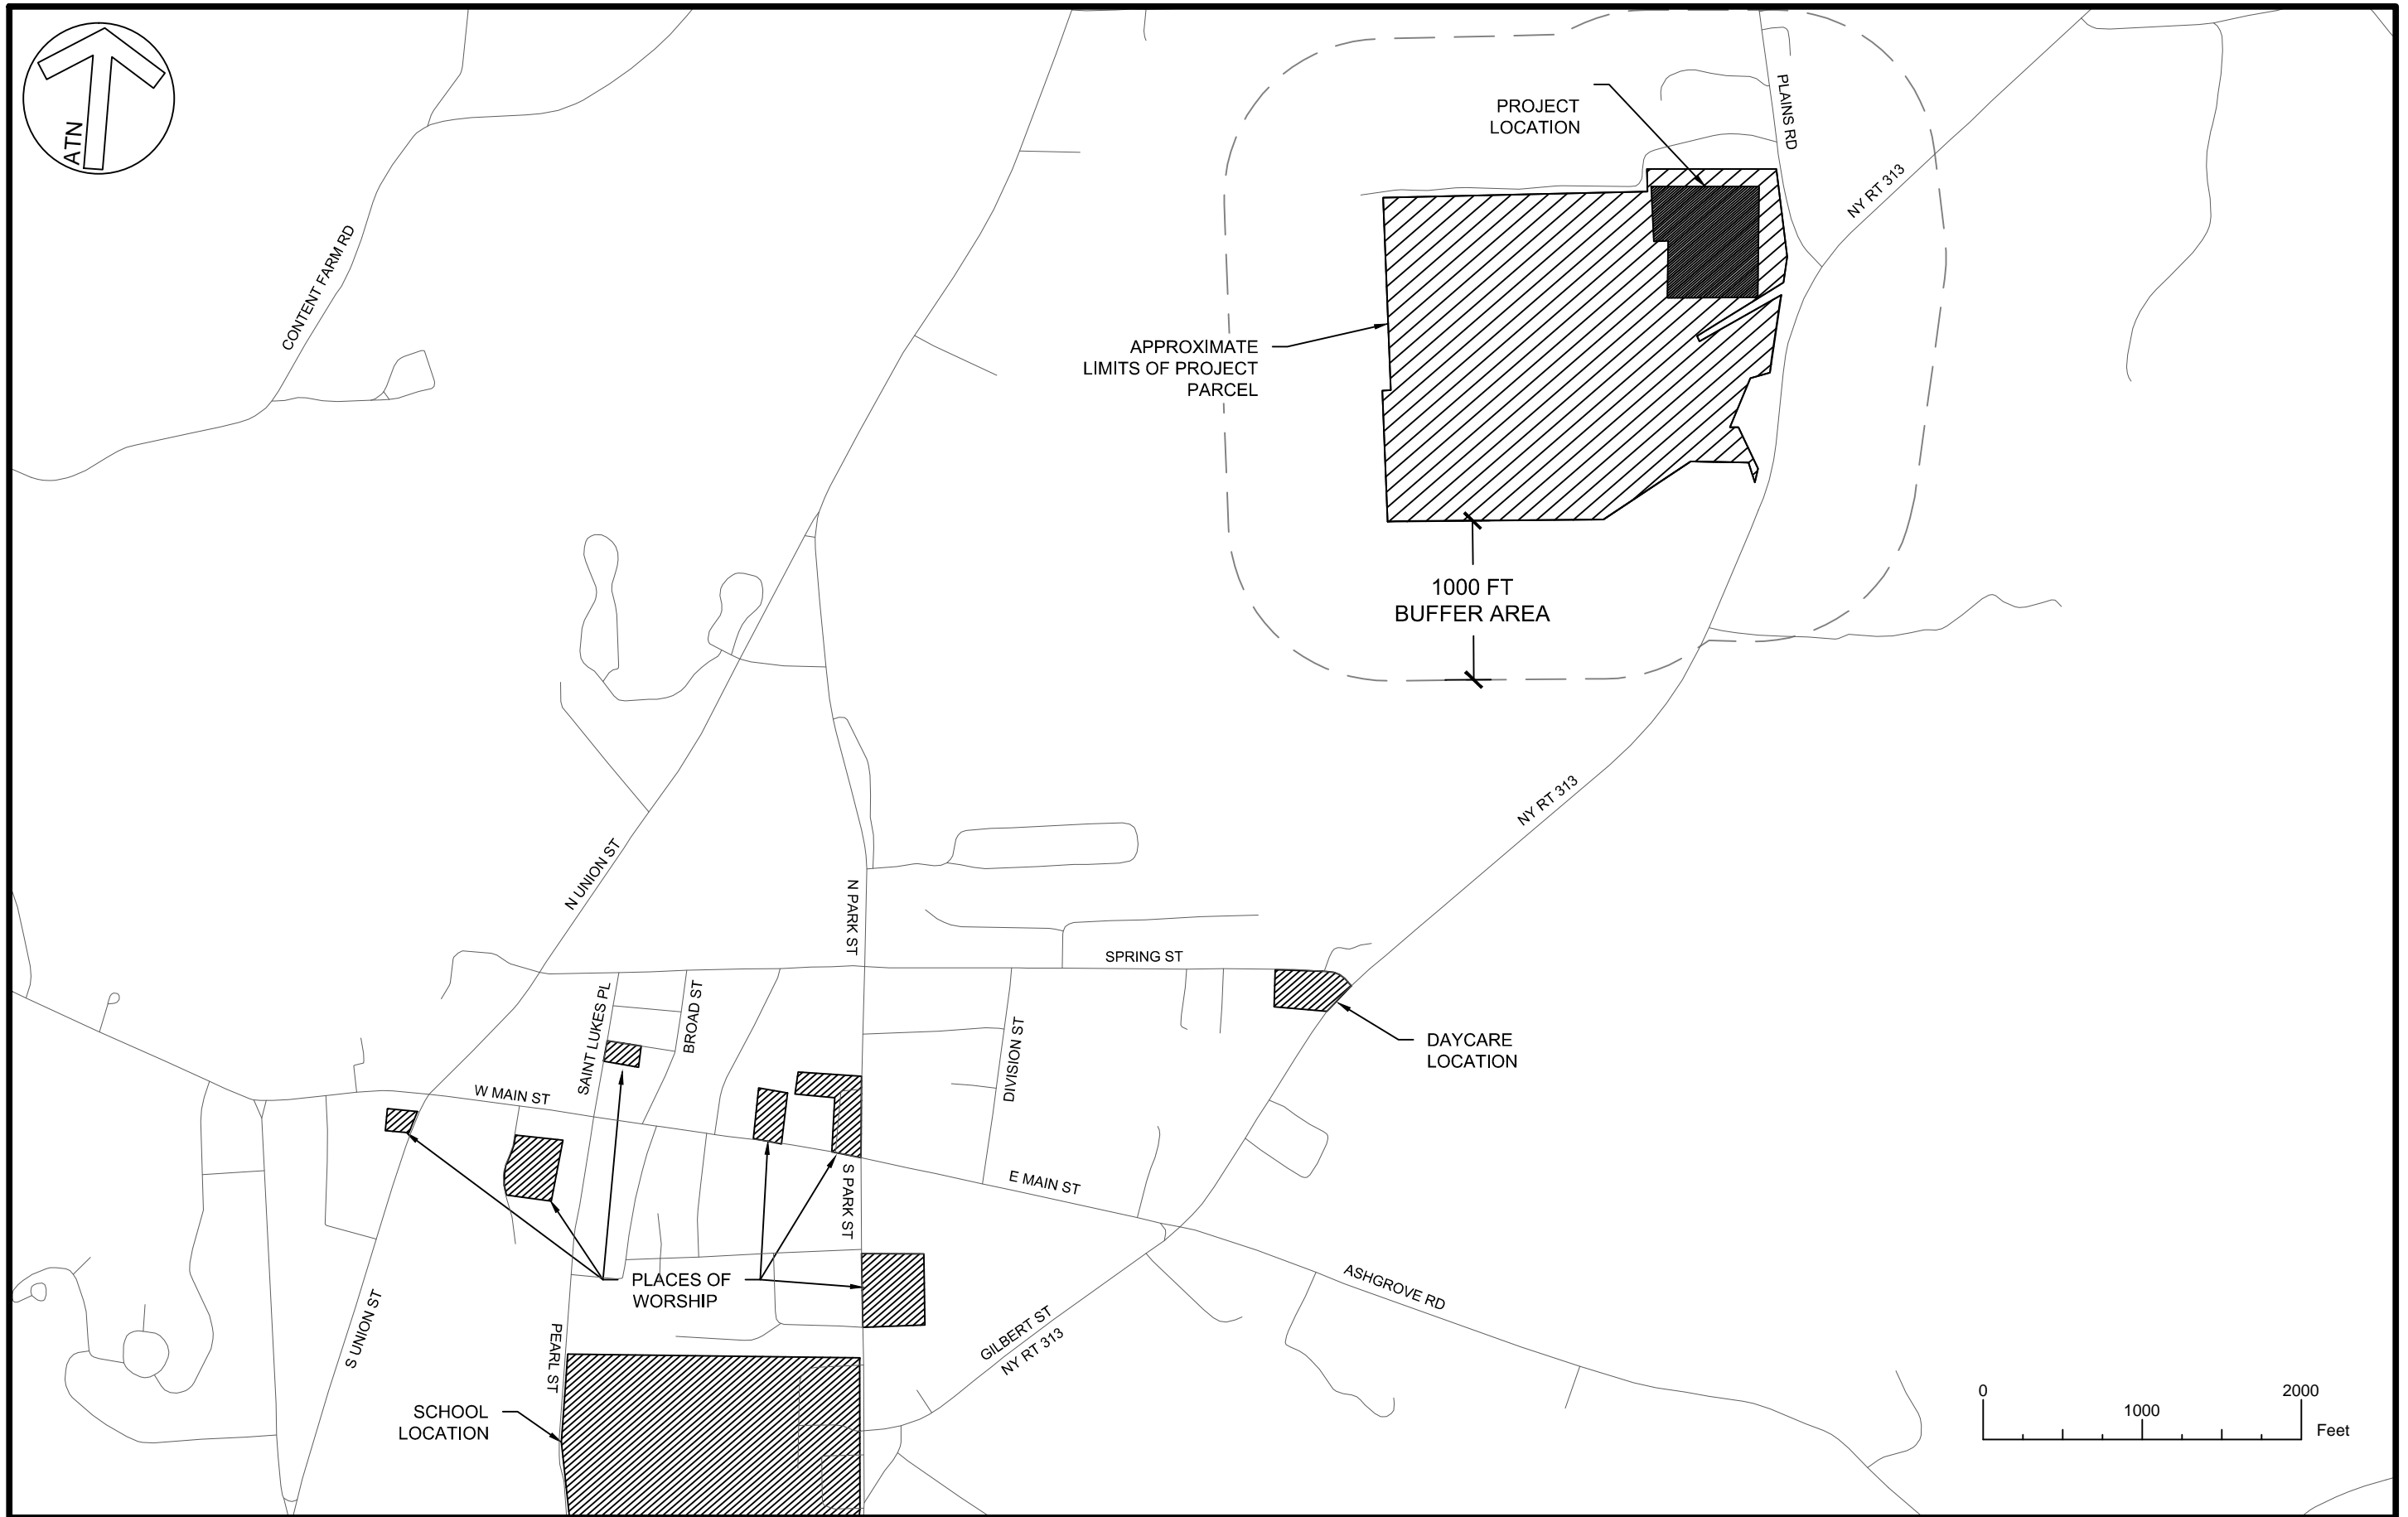 ATN
PROJECT
LOCATION
PLAINS RD
NY RT 313
CONTENT FARM RD
APPROXIMATE
LIMITS OF PROJECT
PARCEL
1000 FT
BUFFER AREA
NY RT 313
N UNION ST
N PARK ST
SPRING ST
SAINT LUKES PL
BROAD ST
DIVISION ST
DAYCARE
LOCATION
W MAIN ST
E MAIN ST
S PARK ST
PLACES OF
WORSHIP
S UNION ST
PEARL ST
GILBERT ST
NY RT 313
ASHGROVE RD
SCHOOL
LOCATION
0
1000
2000
Feet